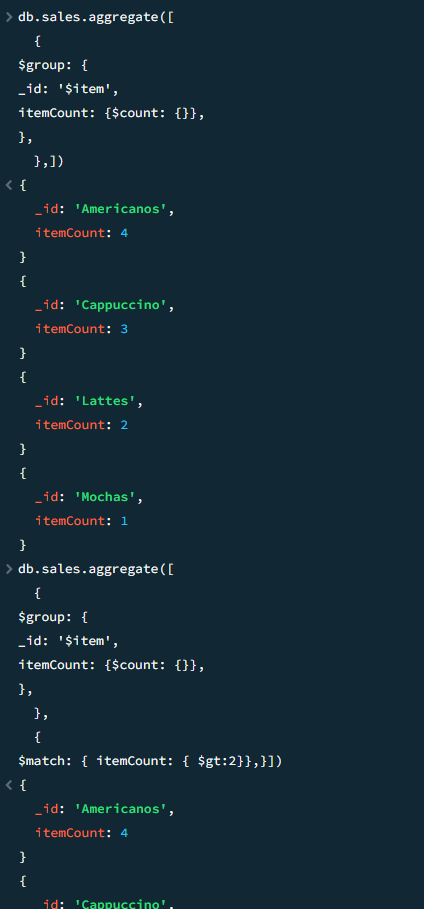 > db.sales.aggregate([
{
$group: {
_id: '$item',
itemCount: {$count: {}},
},
},])
< {
_id: 'Americanos',
itemCount: 4
}
{
_id: 'Cappuccino',
itemCount: 3
}
{
_id: 'Lattes',
itemCount: 2
}
{
_id: 'Mochas',
itemCount: 1
}
> db.sales.aggregate([
{
$group: {
_id: '$item',
itemCount: {$count: {}},
},
},
{
$match: { itemCount: { $gt:2}},}])
< {
_id: 'Americanos',
itemCount: 4
}
{
_id: 'Cappuccino',